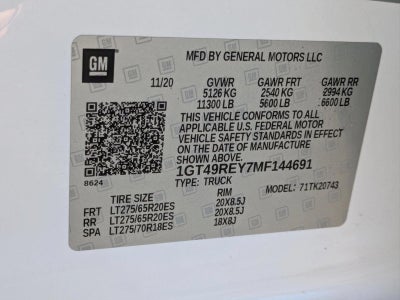 GM
MFD BY GENERAL MOTORS LLC
11/20 GVWR GAWR FRT GAWR RR
5126 KG 2540 KG 2994 KG
11300 LB 5600 LB 6600 LB
THIS VEHICLE CONFORMS TO ALL
APPLICABLE U.S. FEDERAL MOTOR
VEHICLE SAFETY STANDARDS IN
EFFECT ON THE DATE OF
MANUFACTURE SHOWN ABOVE.
1GT49REY7MF144691
8624 TYPE: TRUCK
MODEL: 71TK20743
TIRE SIZE RIM
FRT LT275/65R20ES 20X8.5J
RR LT275/65R20ES 20X8.5J
SPA LT275/70R18ES 18X8J